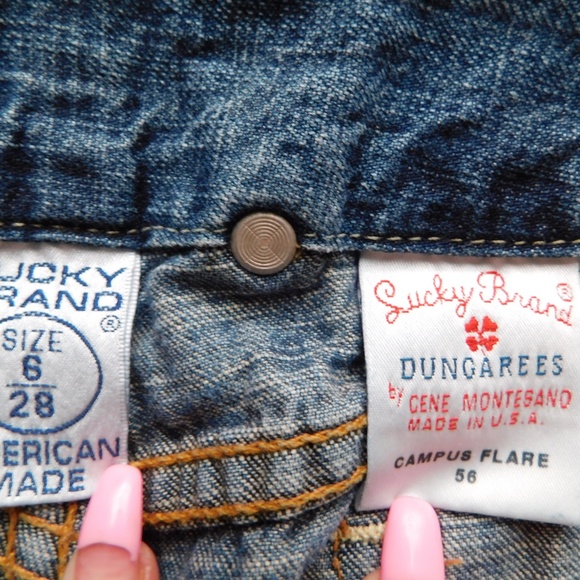 UCKY
RAND®
SIZE
6
28
ERICAN
MADE
Lucky Brand®
DUNGAREES
by GENE MONTESANO
MADE IN U.S.A.
CAMPUS FLARE
56